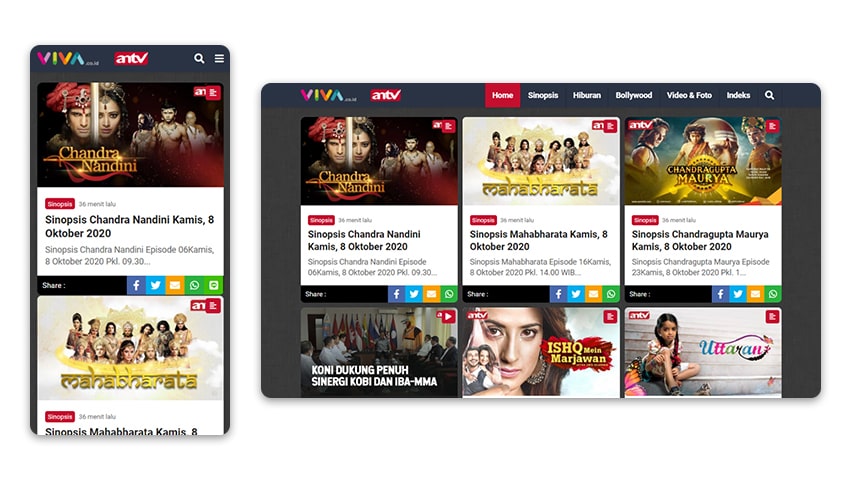 VIVA.co.id
antv
antv
Chandra
Nandini
Sinopsis 36 menit lalu
Sinopsis Chandra Nandini Kamis, 8
Oktober 2020
Sinopsis Chandra Nandini Episode 06Kamis,
8 Oktober 2020 Pkl. 09.30...
Share :
antv
mahabharata
Sinopsis 36 menit lalu
Sinopsis Mahabharata Kamis, 8
VIVA.co.id
antv
Home Sinopsis Hiburan Bollywood Video & Foto Indeks
antv
Chandra
Nandini
Sinopsis 36 menit lalu
Sinopsis Chandra Nandini
Kamis, 8 Oktober 2020
Sinopsis Chandra Nandini Episode
06Kamis, 8 Oktober 2020 Pkl. 09.30...
Share :
antv
mahabharata
Sinopsis 36 menit lalu
Sinopsis Mahabharata Kamis, 8
Oktober 2020
Sinopsis Mahabharata Episode 16Kamis,
8 Oktober 2020 Pkl. 14.00 WIB...
Share :
antv
CHANDRAGUPTA
MAURYA
Sinopsis 36 menit lalu
Sinopsis Chandragupta Maurya
Kamis, 8 Oktober 2020
Sinopsis Chandragupta Maurya Episode
23Kamis, 8 Oktober 2020 Pkl. 1...
Share :
antv
KONI DUKUNG PENUH
SINERGI KOBI DAN IBA-MMA
antv
ISHQ Mein
Marjawan
antv
Uttaran